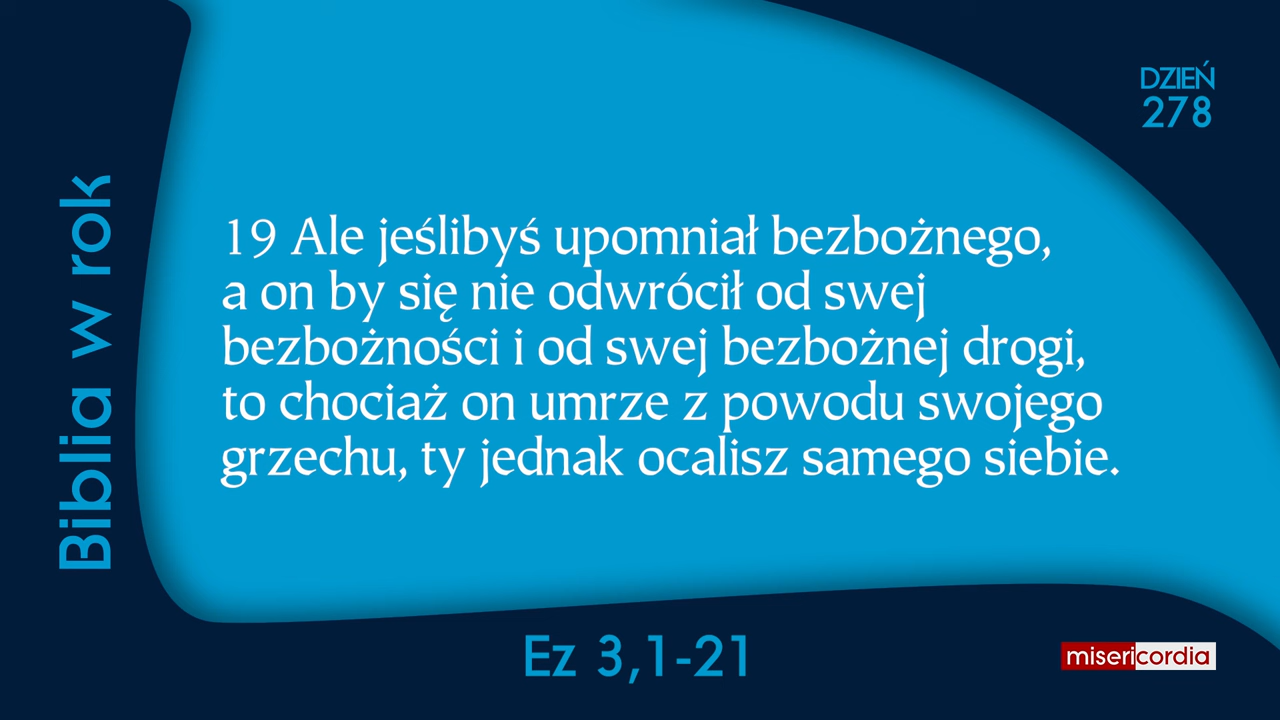 DZIEŃ
278
Biblia w rok
19 Ale jeślibyś upomniał bezbożnego,
a on by się nie odwrócił od swej
bezbożności i od swej bezbożnej drogi,
to chociaż on umrze z powodu swojego
grzechu, ty jednak ocalisz samego siebie.
Ez 3,1-21
misericordia